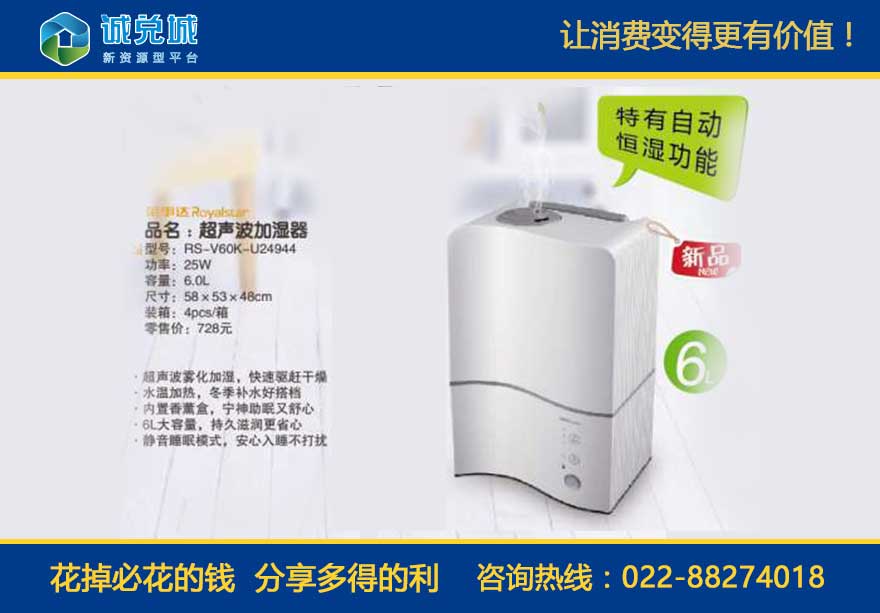 诚兑城
新资源型平台
让消费变得更有价值！
特有自动
恒湿功能
荣事达 Royalstar
品名：超声波加湿器
型号：RS-V60K-U24944
功率：25W
容量：6.0L
尺寸：58×53×48cm
装箱：4pcs/箱
零售价：728元
新品
NEW
6L
·超声波雾化加湿，快速驱赶干燥
·水温加热，冬季补水好搭档
·内置香薰盒，宁神助眠又舒心
·6L大容量，持久滋润更省心
·静音睡眠模式，安心入睡不打扰
花掉必花的钱 分享多得的利 咨询热线：022-88274018